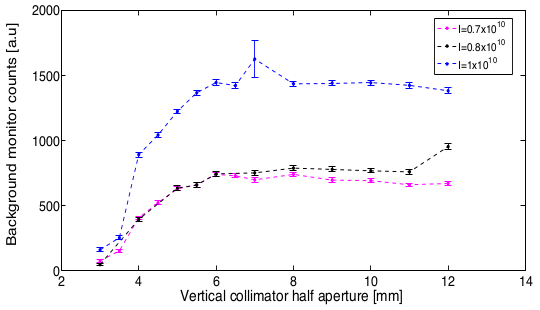 2000
1500
1000
500
0
2
4
6
8
10
12
14
Background monitor counts [a.u]
Vertical collimator half aperture [mm]
I=0.7x10^10
I=0.8x10^10
I=1x10^10